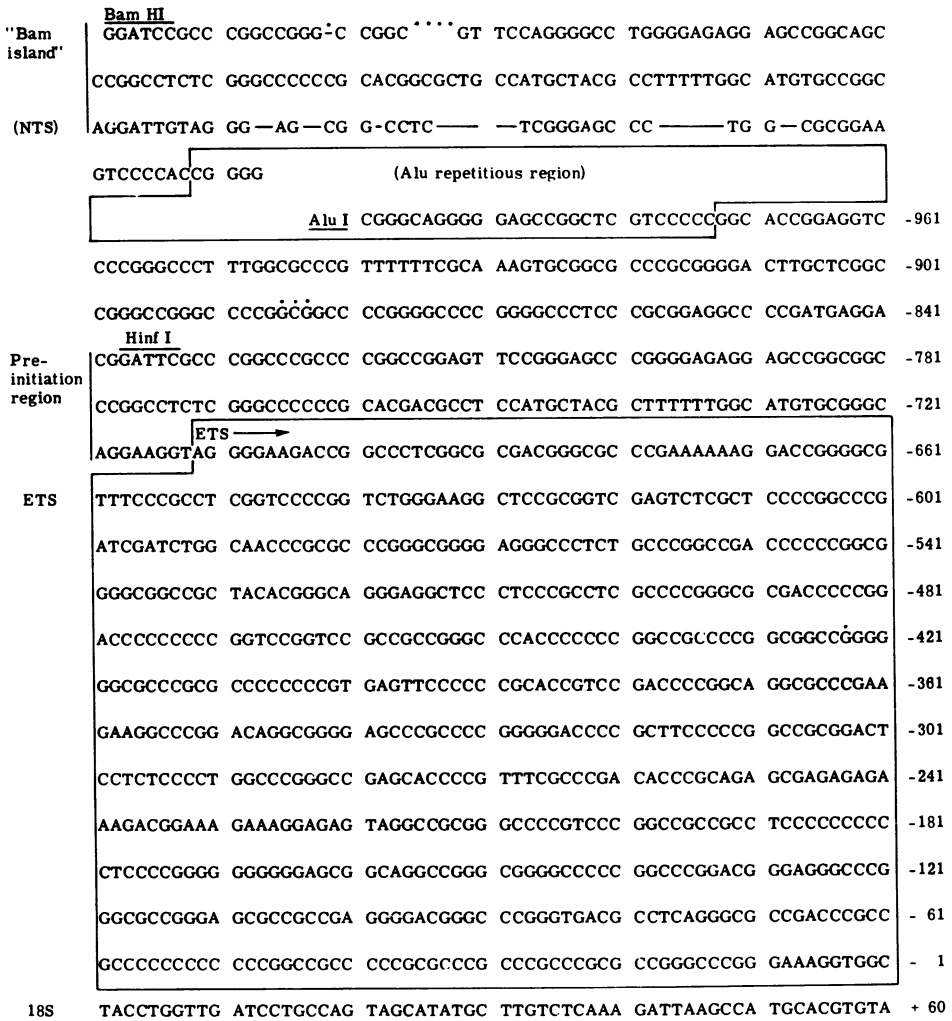 Bam HI
"Bam island" GGATCCGCC CGGCCGGG-C CGGC ···· GT TCCAGGGGCC TGGGGAGAGG AGCCGGCAGC
CCGGCCTCTC GGGCCCCCCG CACGGCGCTG CCATGCTACG CCTTTTTGGC ATGTGCCGGC
(NTS) AGGATTGTAG GG—AG—CG G-CCTC—— —TCGGGAGC CC ——— TG G—CGCGGAA
GTCCCCACCG GGGG (Alu repetitious region)
Alu I CGGGCAGGGG GAGCCGGCTC GTCCCCCGGC ACCGGAGGTC -961
CCCGGGCCCT TTGGCGCCCG TTTTTTCGCA AAGTGCGGCG CCCGCGGGGA CTTGCTCGGC -901
CGGGCCGGGC CCCGGCGGCC CCGGGGCCCC GGGGCCCTCC CGCGGAGGCC CCGATGAGGA -841
Hinf I
Pre-initiation region CGGATTCGCC CGGCCCGCCC CGGCCGGAGT TCCGGGAGCC CGGGGAGAGG AGCCGGCGGC -781
CCGGCCTCTC GGGCCCCCCG CACGACGCCT CCATGCTACG CTTTTTTGGC ATGTGCGGGC -721
ETS
AGGAAGGTAG GGGAAGACCG GCCCTCGGCG CGACGGGCGC CCGAAAAAAG GACCGGGGCG -661
ETS TTTCCCGCCT CGGTCCCCGG TCTGGGAAGG CTCCGCGGTC GAGTCTCGCT CCCCGGCCCG -601
ATCGATCTGG CAACCCGCGC CCGGGCGGGG AGGGCCCTCT GCCCGGCCGA CCCCCCGGCG -541
GGGCGGCCGC TACACGGGCA GGGAGGCTCC CTCCCGCCTC GCCCCGGGCG CGACCCCCGG -481
ACCCCCCCCC GGTCCGGTCC GCCGCCGGGC CCACCCCCCC GGCCGCCCCG GCGGCCGGGG -421
GGCGCCCGCG CCCCCCCCGT GAGTTCCCCC CGCACCGTCC GACCCCGGCA GGCGCCCGAA -361
GAAGGCCCGG ACAGGCGGGG AGCCCGCCCC GGGGGACCCC GCTTCCCCCG GCCGCGGACT -301
CCTCTCCCCT GGCCCGGGCC GAGCACCCCG TTTCGCCCGA CACCCGCAGA GCGAGAGAGA -241
AAGACGGAAA GAAAGGAGAG TAGGCCGCGG GCCCCGTCCC GGCCGCCGCC TCCCCCCCCC -181
CTCCCCGGGG GGGGGGAGCG GCAGGCCGGG CGGGGCCCCC GGCCCGGACG GGAGGGCCCG -121
GGCGCCGGGA GCGCCGCCGA GGGGACGGGC CCGGGTGACG CCTCAGGGCG CCGACCCGCC - 61
GCCCCCCCCC CCCGGCCGCC CCCGCGCCCG CCCGCCCGCG CCGGGCCCGG GAAAGGTGGC - 1
18S TACCTGGTTG ATCCTGCCAG TAGCATATGC TTGTCTCAAA GATTAAGCCA TGCACGTGTA + 60